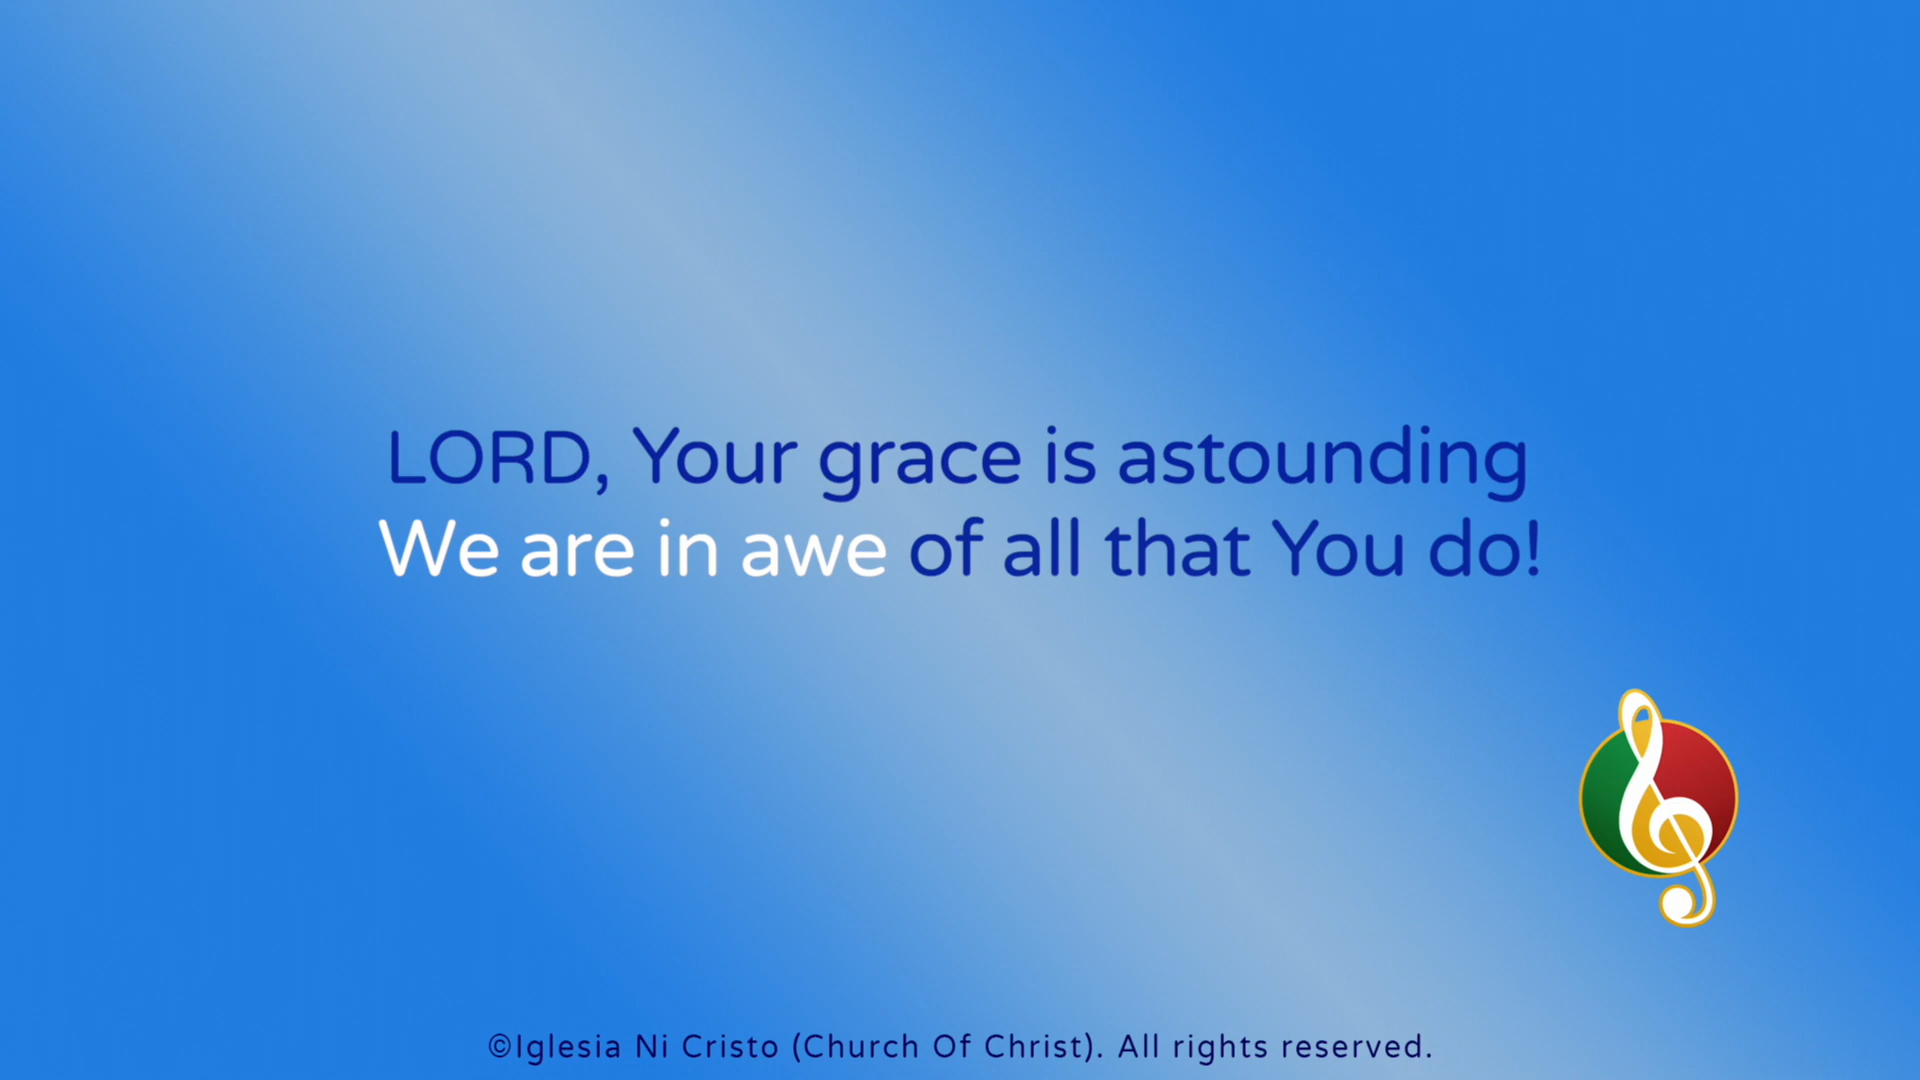 LORD, Your grace is astounding
We are in awe of all that You do!
©Iglesia Ni Cristo (Church Of Christ). All rights reserved.